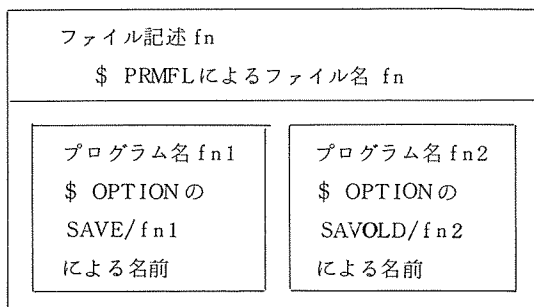 ファイル記述 fn
$ PRMFLによるファイル名 fn
プログラム名 fn1
$ OPTIONの
SAVE/fn1
による名前
プログラム名 fn2
$ OPTIONの
SAVOLD/fn2
による名前